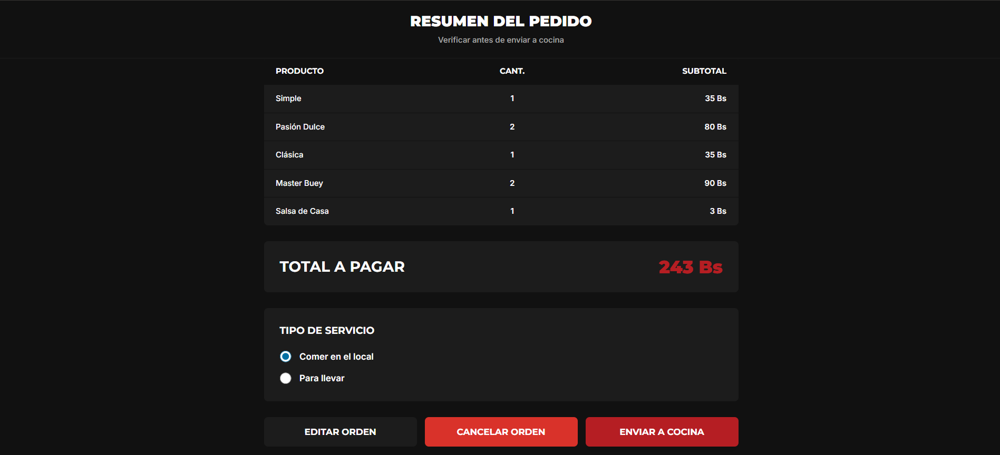 RESUMEN DEL PEDIDO
Verificar antes de enviar a cocina
PRODUCTO CANT. SUBTOTAL
Simple 1 35 Bs
Pasión Dulce 2 80 Bs
Clásica 1 35 Bs
Master Buey 2 90 Bs
Salsa de Casa 1 3 Bs
TOTAL A PAGAR 243 Bs
TIPO DE SERVICIO
Comer en el local
Para llevar
EDITAR ORDEN CANCELAR ORDEN ENVIAR A COCINA